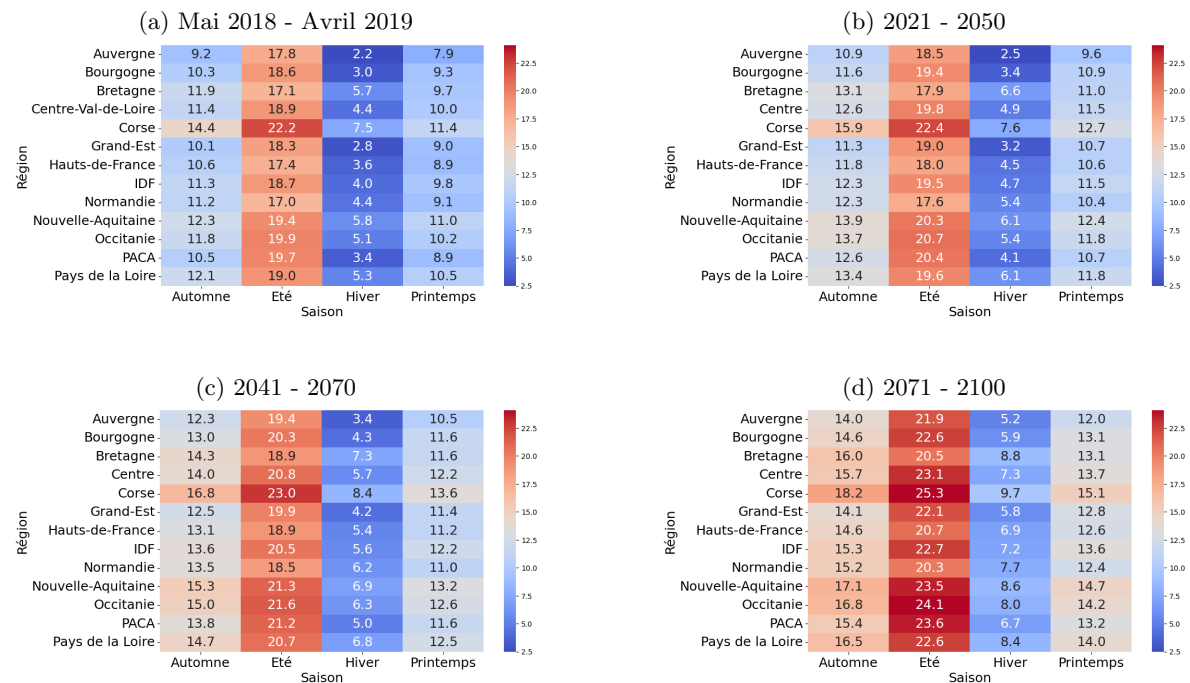 (a) Mai 2018 - Avril 2019
Région
Auvergne 9.2 17.8 2.2 7.9
Bourgogne 10.3 18.6 3.0 9.3
Bretagne 11.9 17.1 5.7 9.7
Centre-Val-de-Loire 11.4 18.9 4.4 10.0
Corse 14.4 22.2 7.5 11.4
Grand-Est 10.1 18.3 2.8 9.0
Hauts-de-France 10.6 17.4 3.6 8.9
IDF 11.3 18.7 4.0 9.8
Normandie 11.2 17.0 4.4 9.1
Nouvelle-Aquitaine 12.3 19.4 5.8 11.0
Occitanie 11.8 19.9 5.1 10.2
PACA 10.5 19.7 3.4 8.9
Pays de la Loire 12.1 19.0 5.3 10.5
Automne Eté Hiver Printemps
Saison
22.5
20.0
17.5
15.0
12.5
10.0
7.5
5.0
2.5
(b) 2021 - 2050
Région
Auvergne 10.9 18.5 2.5 9.6
Bourgogne 11.6 19.4 3.4 10.9
Bretagne 13.1 17.9 6.6 11.0
Centre 12.6 19.8 4.9 11.5
Corse 15.9 22.4 7.6 12.7
Grand-Est 11.3 19.0 3.2 10.7
Hauts-de-France 11.8 18.0 4.5 10.6
IDF 12.3 19.5 4.7 11.5
Normandie 12.3 17.6 5.4 10.4
Nouvelle-Aquitaine 13.9 20.3 6.1 12.4
Occitanie 13.7 20.7 5.4 11.8
PACA 12.6 20.4 4.1 10.7
Pays de la Loire 13.4 19.6 6.1 11.8
Automne Eté Hiver Printemps
Saison
22.5
20.0
17.5
15.0
12.5
10.0
7.5
5.0
2.5
(c) 2041 - 2070
Région
Auvergne 12.3 19.4 3.4 10.5
Bourgogne 13.0 20.3 4.3 11.6
Bretagne 14.3 18.9 7.3 11.6
Centre 14.0 20.8 5.7 12.2
Corse 16.8 23.0 8.4 13.6
Grand-Est 12.5 19.9 4.2 11.4
Hauts-de-France 13.1 18.9 5.4 11.2
IDF 13.6 20.5 5.6 12.2
Normandie 13.5 18.5 6.2 11.0
Nouvelle-Aquitaine 15.3 21.3 6.9 13.2
Occitanie 15.0 21.6 6.3 12.6
PACA 13.8 21.2 5.0 11.6
Pays de la Loire 14.7 20.7 6.8 12.5
Automne Eté Hiver Printemps
Saison
22.5
20.0
17.5
15.0
12.5
10.0
7.5
5.0
2.5
(d) 2071 - 2100
Région
Auvergne 14.0 21.9 5.2 12.0
Bourgogne 14.6 22.6 5.9 13.1
Bretagne 16.0 20.5 8.8 13.1
Centre 15.7 23.1 7.3 13.7
Corse 18.2 25.3 9.7 15.1
Grand-Est 14.1 22.1 5.8 12.8
Hauts-de-France 14.6 20.7 6.9 12.6
IDF 15.3 22.7 7.2 13.6
Normandie 15.2 20.3 7.7 12.4
Nouvelle-Aquitaine 17.1 23.5 8.6 14.7
Occitanie 16.8 24.1 8.0 14.2
PACA 15.4 23.6 6.7 13.2
Pays de la Loire 16.5 22.6 8.4 14.0
Automne Eté Hiver Printemps
Saison
22.5
20.0
17.5
15.0
12.5
10.0
7.5
5.0
2.5